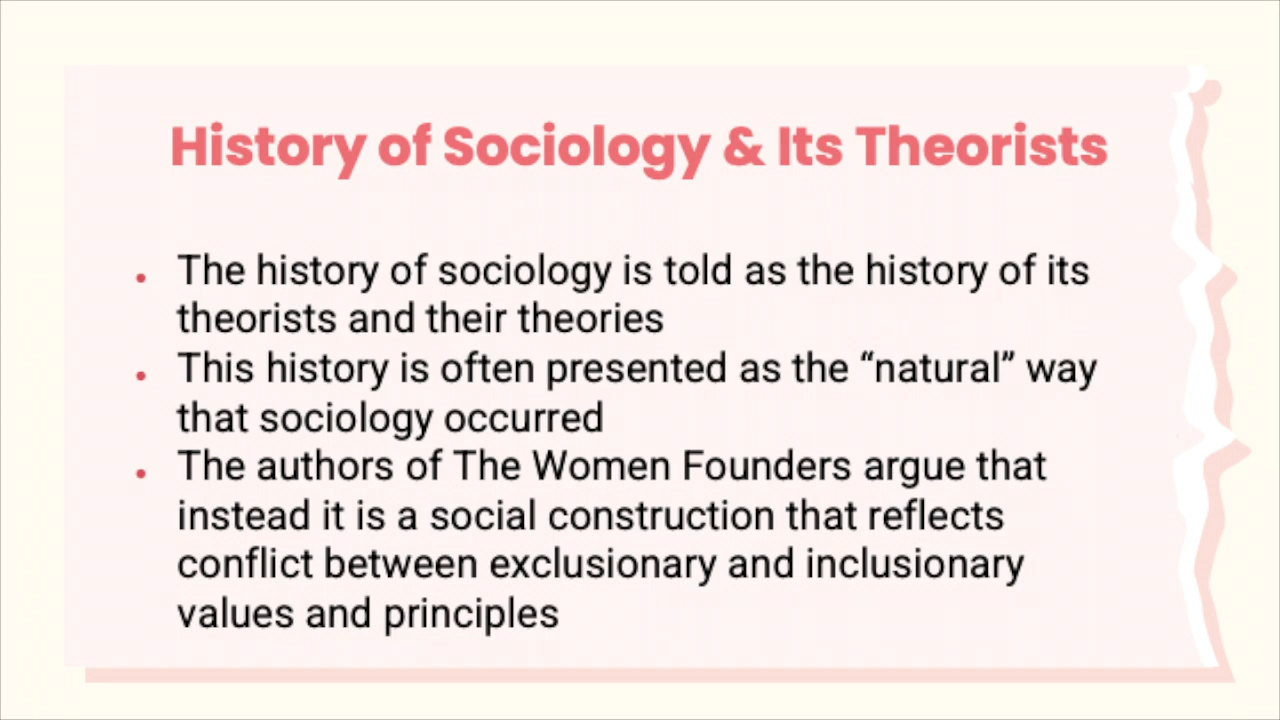 History of Sociology & Its Theorists
• The history of sociology is told as the history of its
theorists and their theories
• This history is often presented as the “natural” way
that sociology occurred
• The authors of The Women Founders argue that
instead it is a social construction that reflects
conflict between exclusionary and inclusionary
values and principles